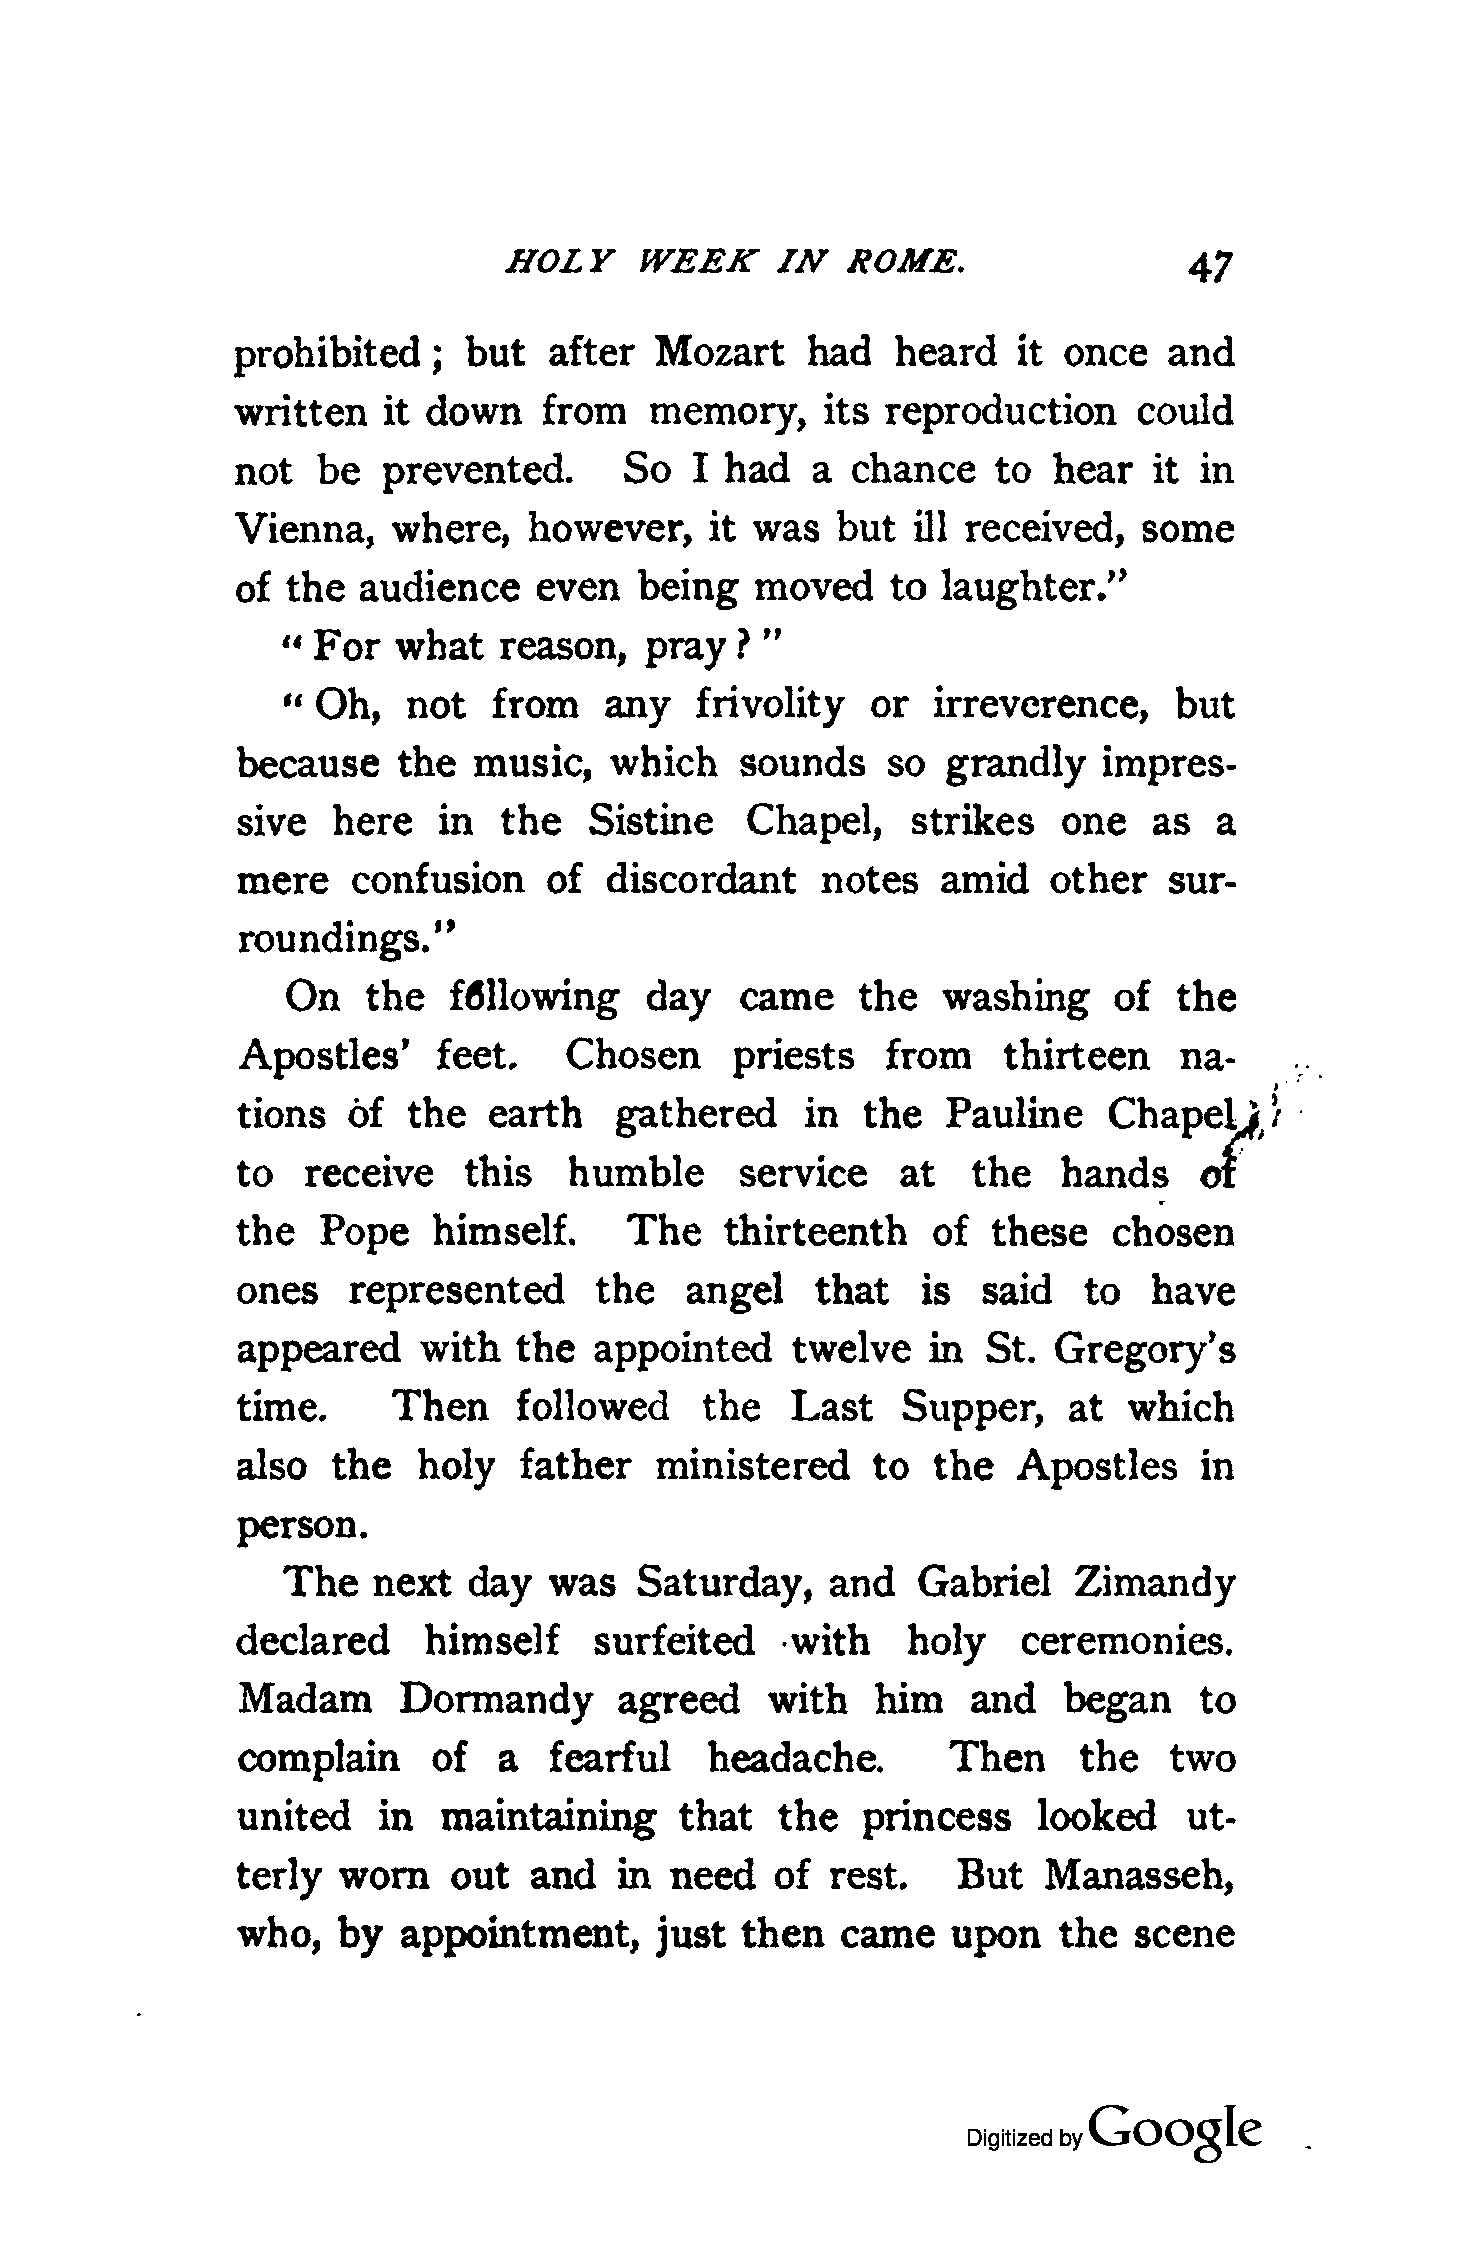 HOLY WEEK IN ROME. 47
prohibited ; but after Mozart had heard it once and
written it down from memory, its reproduction could
not be prevented. So I had a chance to hear it in
Vienna, where, however, it was but ill received, some
of the audience even being moved to laughter."
" For what reason, pray ? "
" Oh, not from any frivolity or irreverence, but
because the music, which sounds so grandly impres-
sive here in the Sistine Chapel, strikes one as a
mere confusion of discordant notes amid other sur-
roundings."
On the following day came the washing of the
Apostles' feet. Chosen priests from thirteen na-
tions of the earth gathered in the Pauline Chapel,
to receive this humble service at the hands of
the Pope himself. The thirteenth of these chosen
ones represented the angel that is said to have
appeared with the appointed twelve in St. Gregory's
time. Then followed the Last Supper, at which
also the holy father ministered to the Apostles in
person.
The next day was Saturday, and Gabriel Zimandy
declared himself surfeited with holy ceremonies.
Madam Dormandy agreed with him and began to
complain of a fearful headache. Then the two
united in maintaining that the princess looked ut-
terly worn out and in need of rest. But Manasseh,
who, by appointment, just then came upon the scene
Digitized by Google